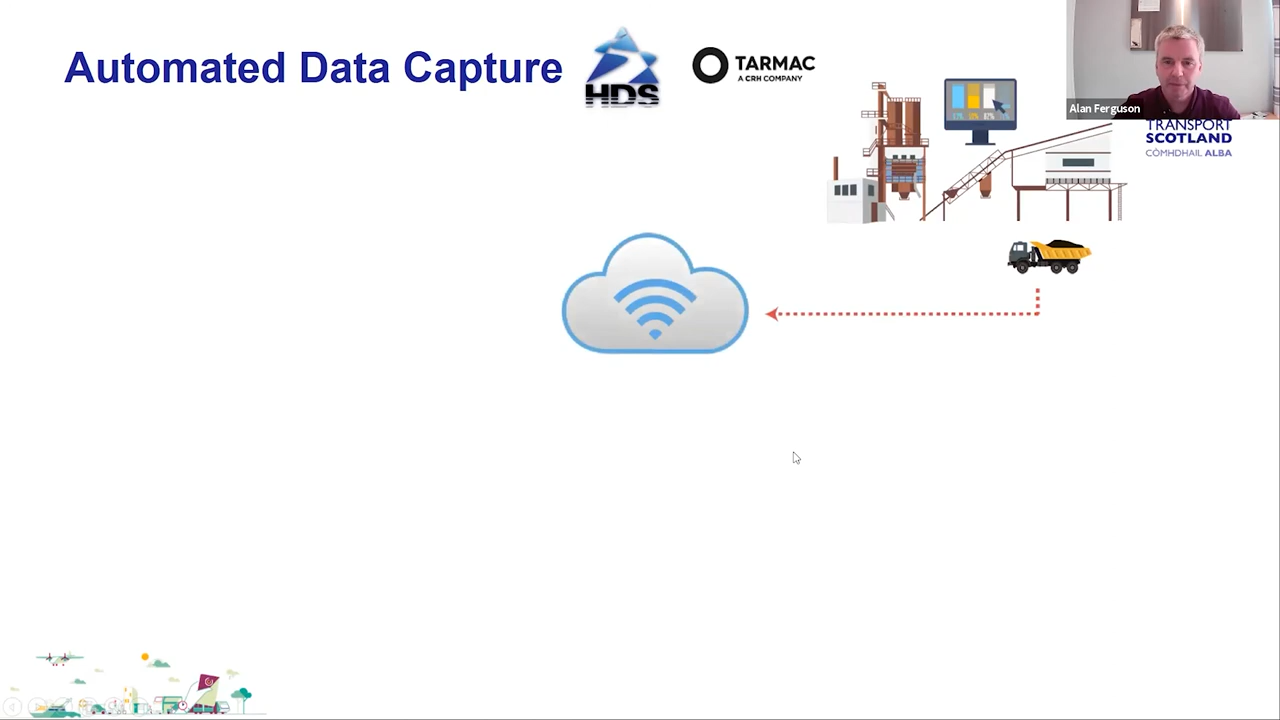 Automated Data Capture
HDS
TARMAC
A CRH COMPANY
Alan Ferguson
TRANSPORT
SCOTLAND
CÒMHDHAIL ALBA